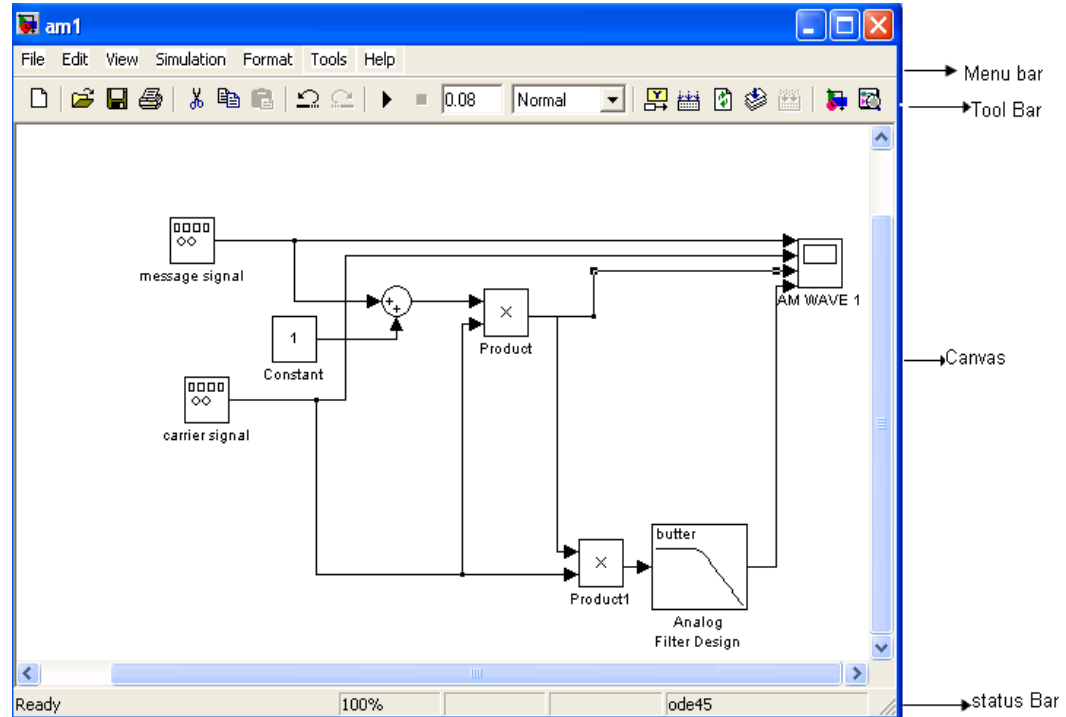 am1
File Edit View Simulation Format Tools Help
Menu bar
0.08 Normal
Tool Bar
message signal
AM WAVE 1
1
Constant
×
Product
Canvas
carrier signal
butter
×
Product1
Analog
Filter Design
Ready 100% ode45
status Bar